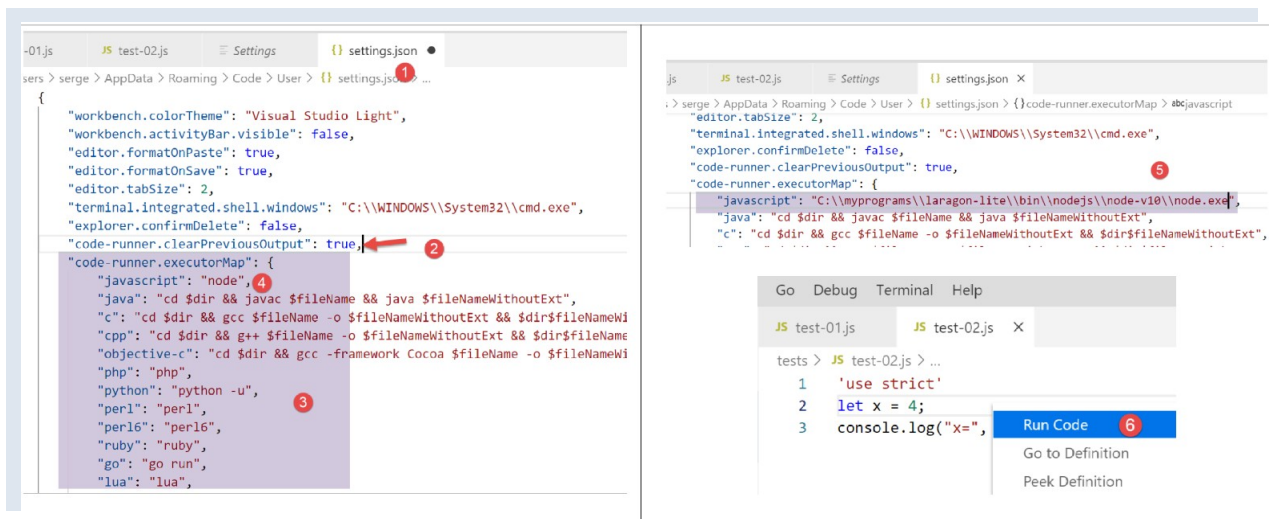 -01.js JS test-02.js Settings {} settings.json ●
sers > serge > AppData > Roaming > Code > User > {} settings.json > ...
1
{
"workbench.colorTheme": "Visual Studio Light",
"workbench.activityBar.visible": false,
"editor.formatOnPaste": true,
"editor.formatOnSave": true,
"editor.tabSize": 2,
"terminal.integrated.shell.windows": "C:\\WINDOWS\\System32\\cmd.exe",
"explorer.confirmDelete": false,
"code-runner.clearPreviousOutput": true,
2
"code-runner.executorMap": {
"javascript": "node",
4
"java": "cd $dir && javac $fileName && java $fileNameWithoutExt",
"c": "cd $dir && gcc $fileName -o $fileNameWithoutExt && $dir$fileNameWi
"cpp": "cd $dir && g++ $fileName -o $fileNameWithoutExt && $dir$fileNameWi
"objective-c": "cd $dir && gcc -framework Cocoa $fileName -o $fileNameWi
"php": "php",
"python": "python -u",
"perl": "perl",
3
"perl6": "perl6",
"ruby": "ruby",
"go": "go run",
"lua": "lua",
.js JS test-02.js Settings {} settings.json ×
> serge > AppData > Roaming > Code > User > {} settings.json > {} code-runner.executorMap > abc javascript
"editor.tabSize": 2,
"terminal.integrated.shell.windows": "C:\\WINDOWS\\System32\\cmd.exe",
"explorer.confirmDelete": false,
"code-runner.clearPreviousOutput": true,
5
"code-runner.executorMap": {
"javascript": "C:\\myprograms\\laragon-lite\\bin\\nodejs\\node-v10\\node.exe",
"java": "cd $dir && javac $fileName && java $fileNameWithoutExt",
"c": "cd $dir && gcc $fileName -o $fileNameWithoutExt && $dir$fileNameWithoutExt",
Go Debug Terminal Help
JS test-01.js JS test-02.js ×
tests > JS test-02.js > ...
1 'use strict'
2 let x = 4;
3 console.log("x=",
Run Code 6
Go to Definition
Peek Definition